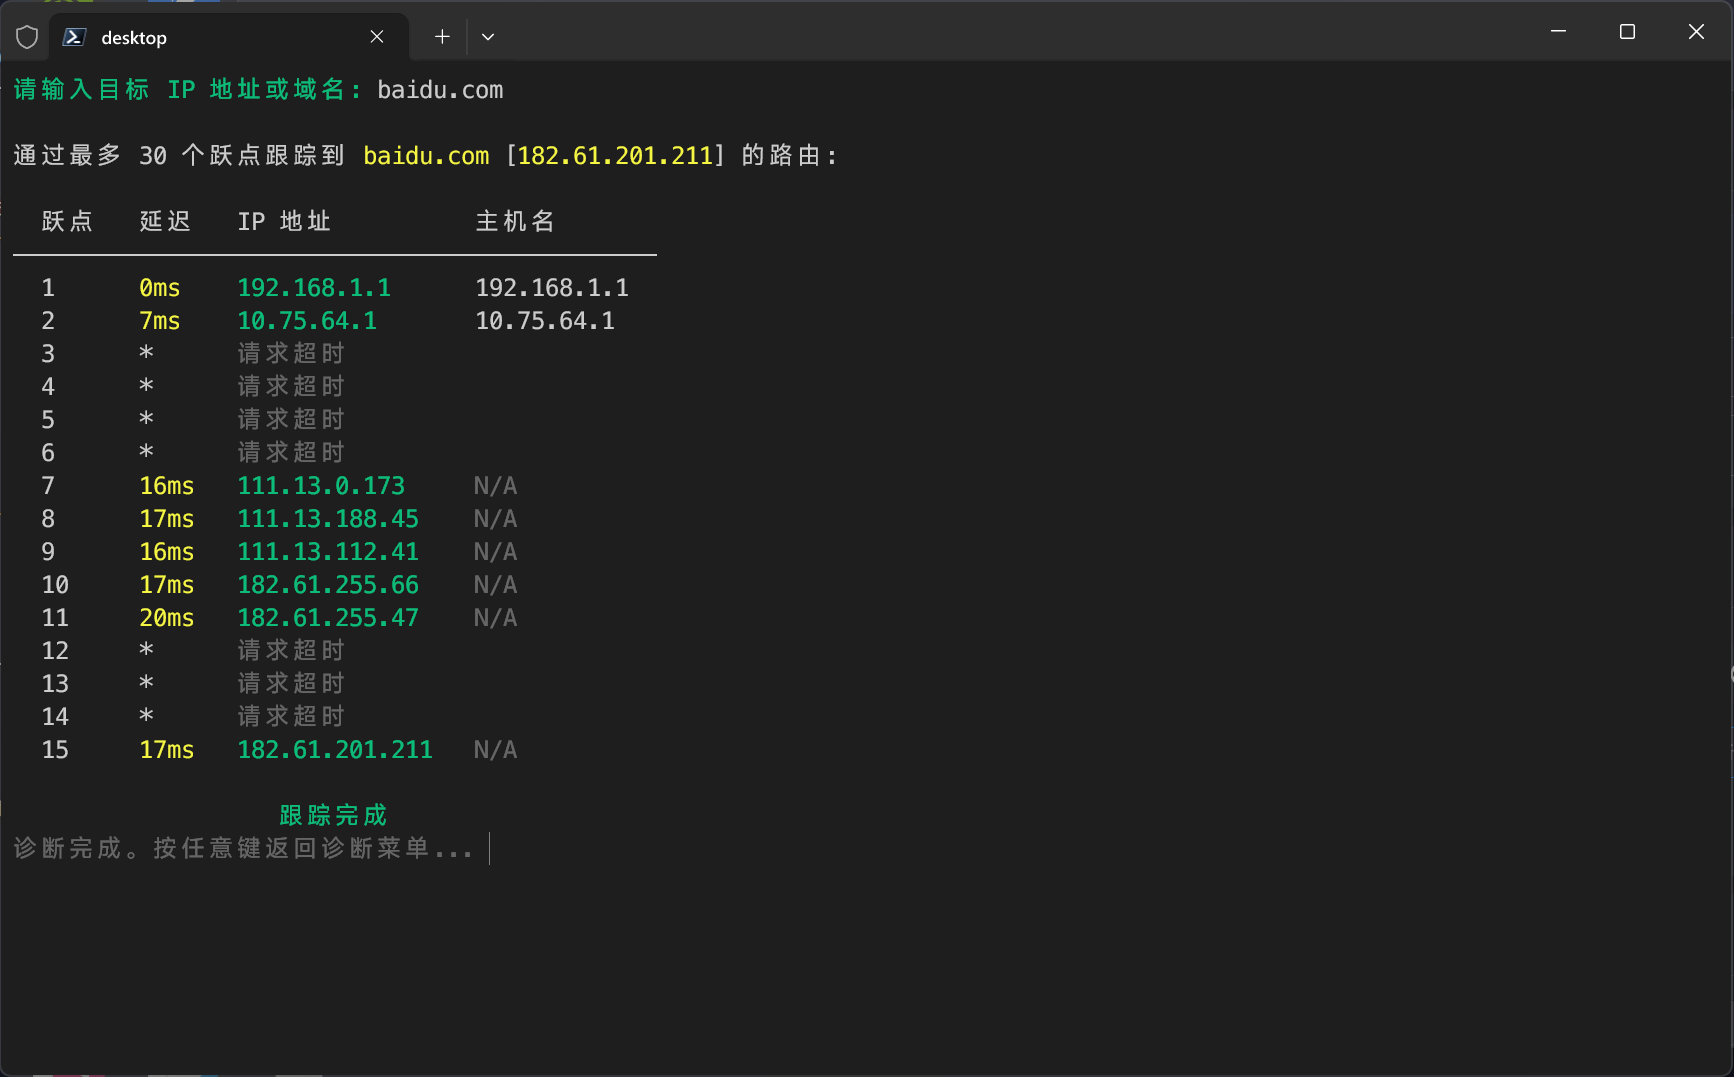 desktop
请输入目标 IP 地址或域名: baidu.com
通过最多 30 个跃点跟踪到 baidu.com [182.61.201.211] 的路由:
跃点 延迟 IP 地址 主机名
1 0ms 192.168.1.1 192.168.1.1
2 7ms 10.75.64.1 10.75.64.1
3 * 请求超时
4 * 请求超时
5 * 请求超时
6 * 请求超时
7 16ms 111.13.0.173 N/A
8 17ms 111.13.188.45 N/A
9 16ms 111.13.112.41 N/A
10 17ms 182.61.255.66 N/A
11 20ms 182.61.255.47 N/A
12 * 请求超时
13 * 请求超时
14 * 请求超时
15 17ms 182.61.201.211 N/A
跟踪完成
诊断完成。按任意键返回诊断菜单...